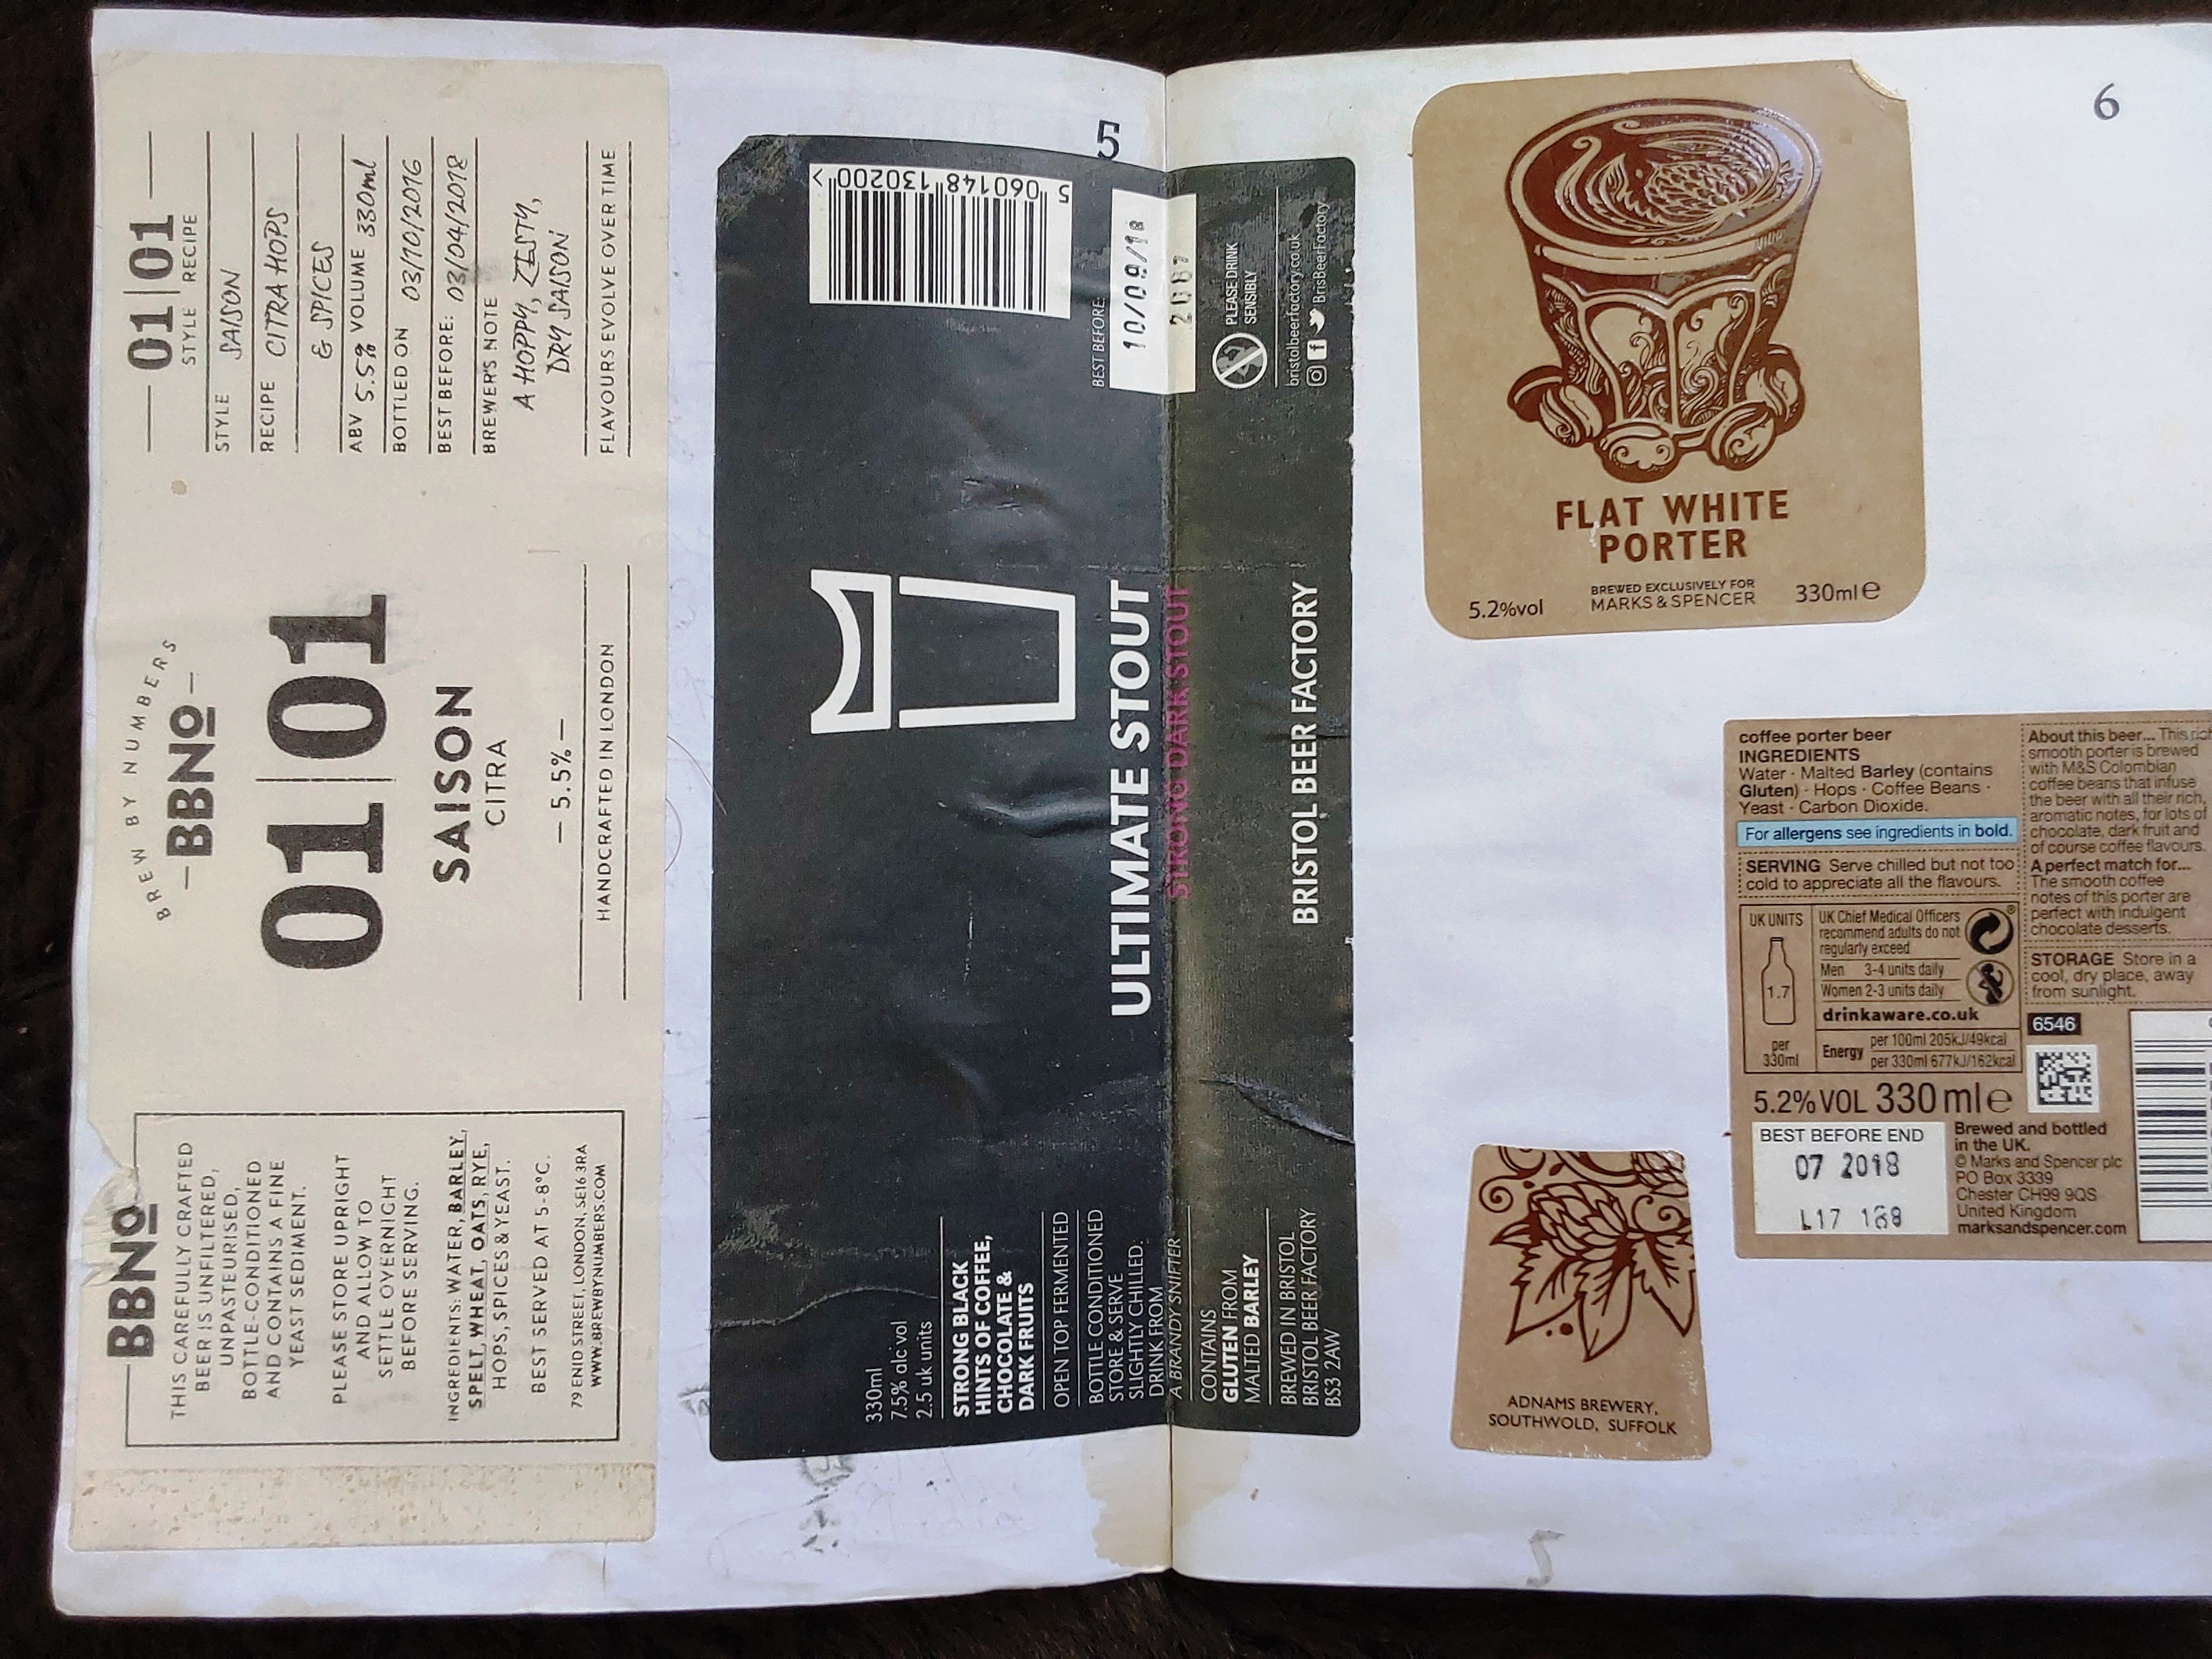 BBNo
THIS CAREFULLY CRAFTED
BEER IS UNFILTERED,
UNPASTEURISED,
BOTTLE-CONDITIONED
AND CONTAINS A FINE
YEAST SEDIMENT.
PLEASE STORE UPRIGHT
AND ALLOW TO
SETTLE OVERNIGHT
BEFORE SERVING.
INGREDIENTS: WATER, BARLEY,
SPELT, WHEAT, OATS, RYE,
HOPS, SPICES & YEAST.
BEST SERVED AT 5-8°C.
79 ENID STREET, LONDON, SE16 3RA
WWW.BREWBYNUMBERS.COM
BREW BY NUMBERS
BBNo
01|01
SAISON
CITRA
— 5.5% —
HANDCRAFTED IN LONDON
01|01
STYLE RECIPE
STYLE SAISON
RECIPE CITRA HOPS
& SPICES
ABV 5.5% VOLUME 330ml
BOTTLED ON 03/10/2016
BEST BEFORE: 03/04/2018
BREWER'S NOTE
A HOPPY, ZESTY,
DRY SAISON
FLAVOURS EVOLVE OVER TIME
5
330ml
7.5% alc vol
2.5 uk units
STRONG BLACK
HINTS OF COFFEE,
CHOCOLATE &
DARK FRUITS
OPEN TOP FERMENTED
BOTTLE CONDITIONED
STORE & SERVE
SLIGHTLY CHILLED.
DRINK FROM
A BRANDY SNIFTER
CONTAINS
GLUTEN FROM
MALTED BARLEY
BREWED IN BRISTOL
BRISTOL BEER FACTORY
BS3 2AW
ULTIMATE STOUT
STRONG DARK STOUT
BRISTOL BEER FACTORY
5 060148 130200 >
BEST BEFORE:
10/09/18
2087
PLEASE DRINK
SENSIBLY
bristolbeerfactory.co.uk
BrisBeerFactory
6
FLAT WHITE
PORTER
5.2%vol
BREWED EXCLUSIVELY FOR
MARKS & SPENCER
330ml e
coffee porter beer
INGREDIENTS
Water · Malted Barley (contains
Gluten) · Hops · Coffee Beans ·
Yeast · Carbon Dioxide.
For allergens see ingredients in bold.
SERVING Serve chilled but not too
cold to appreciate all the flavours.
UK UNITS
1.7
per
330ml
UK Chief Medical Officers
recommend adults do not
regularly exceed
Men 3-4 units daily
Women 2-3 units daily
drinkaware.co.uk
Energy
per 100ml 205kJ/49kcal
per 330ml 677kJ/162kcal
5.2% VOL 330 ml e
BEST BEFORE END
07 2018
L17 168
About this beer... This rich
smooth porter is brewed
with M&S Colombian
coffee beans that infuse
the beer with all their rich,
aromatic notes, for lots of
chocolate, dark fruit and
of course coffee flavours.
A perfect match for...
The smooth coffee
notes of this porter are
perfect with indulgent
chocolate desserts.
STORAGE Store in a
cool, dry place, away
from sunlight.
6546
Brewed and bottled
in the UK.
© Marks and Spencer plc
PO Box 3339
Chester CH99 9QS
United Kingdom
marksandspencer.com
ADNAMS BREWERY,
SOUTHWOLD, SUFFOLK